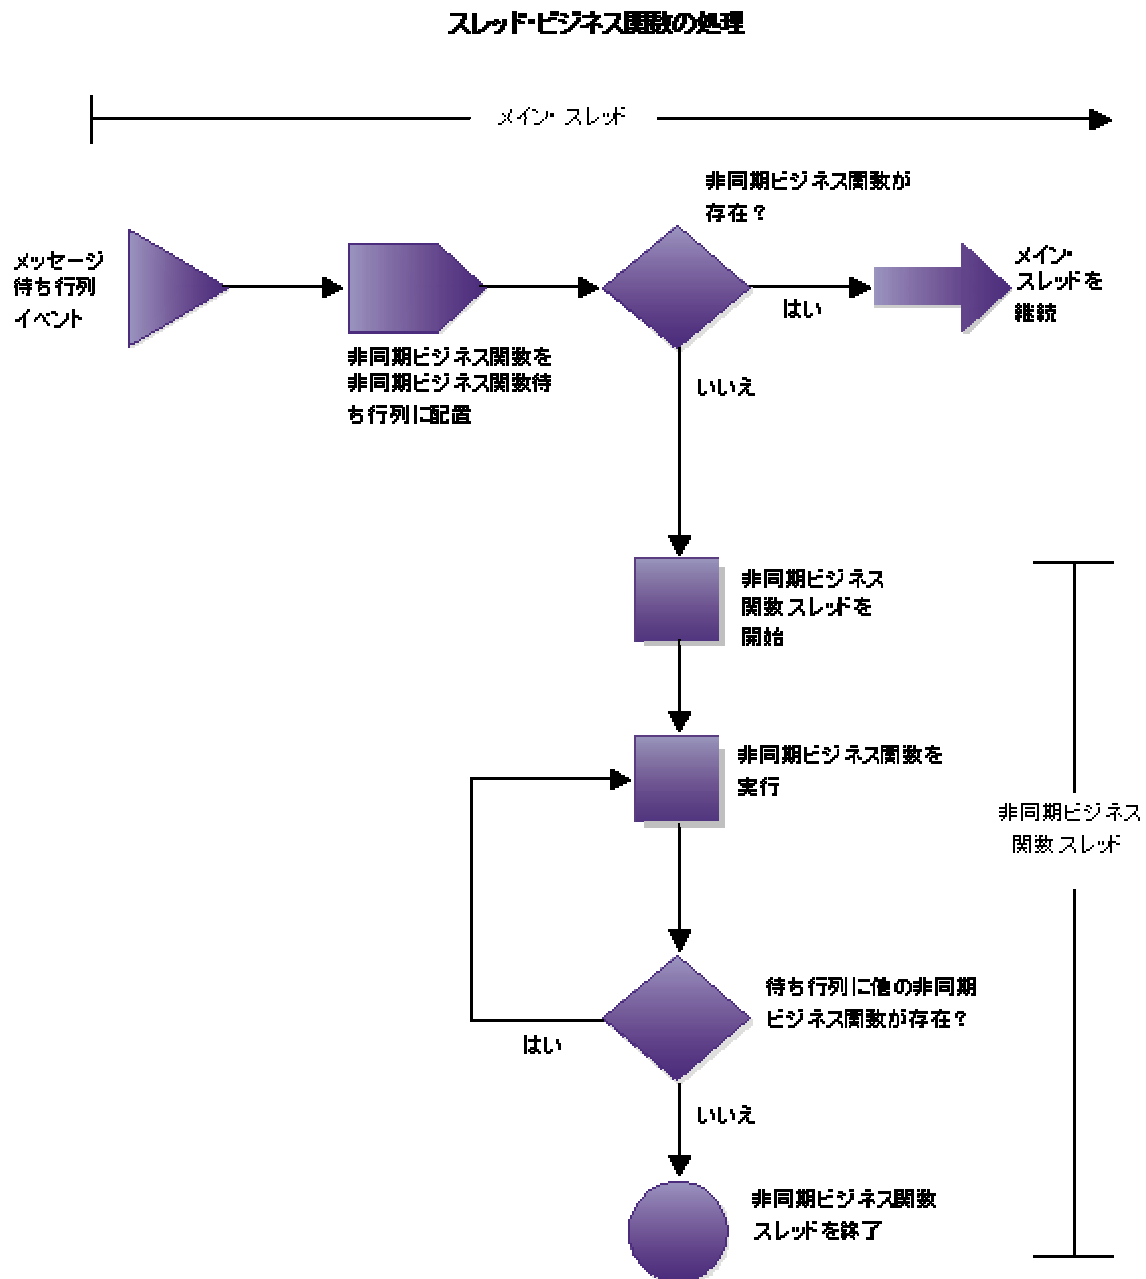 スレッド・ビジネス関数の処理
メイン・スレッド
非同期ビジネス関数が
存在？
メッセージ
待ち行列
イベント
はい
メイン・
スレッドを
継続
非同期ビジネス関数を
非同期ビジネス関数待
ち行列に配置
いいえ
非同期ビジネス
関数スレッドを
開始
非同期ビジネス関数を
実行
非同期ビジネス
関数スレッド
待ち行列に他の非同期
ビジネス関数が存在？
はい
いいえ
非同期ビジネス関数
スレッドを終了